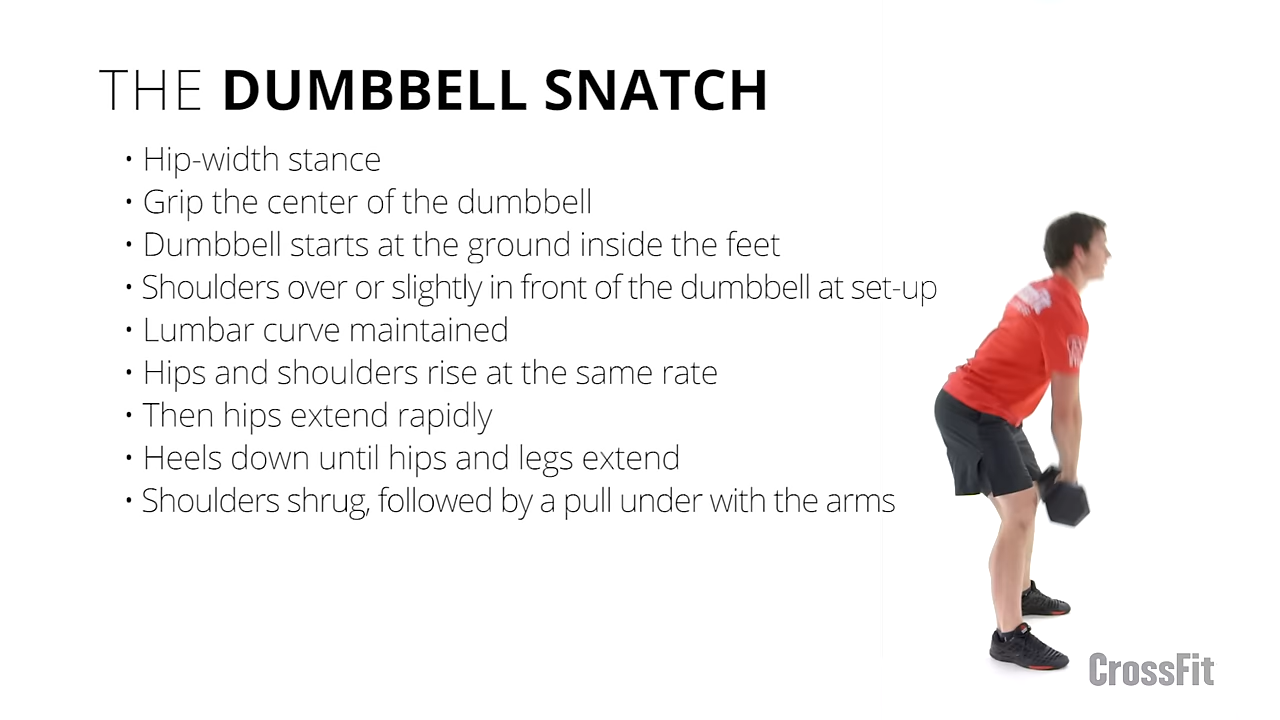 THE DUMBBELL SNATCH
• Hip-width stance
• Grip the center of the dumbbell
• Dumbbell starts at the ground inside the feet
• Shoulders over or slightly in front of the dumbbell at set-up
• Lumbar curve maintained
• Hips and shoulders rise at the same rate
• Then hips extend rapidly
• Heels down until hips and legs extend
• Shoulders shrug, followed by a pull under with the arms
CrossFit